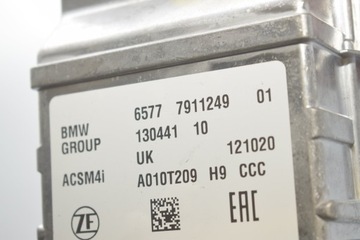 6577 7911249 01
BMW GROUP 130441 10
UK 121020
ACSM4i A010T209 H9 CCC
ZF EAC